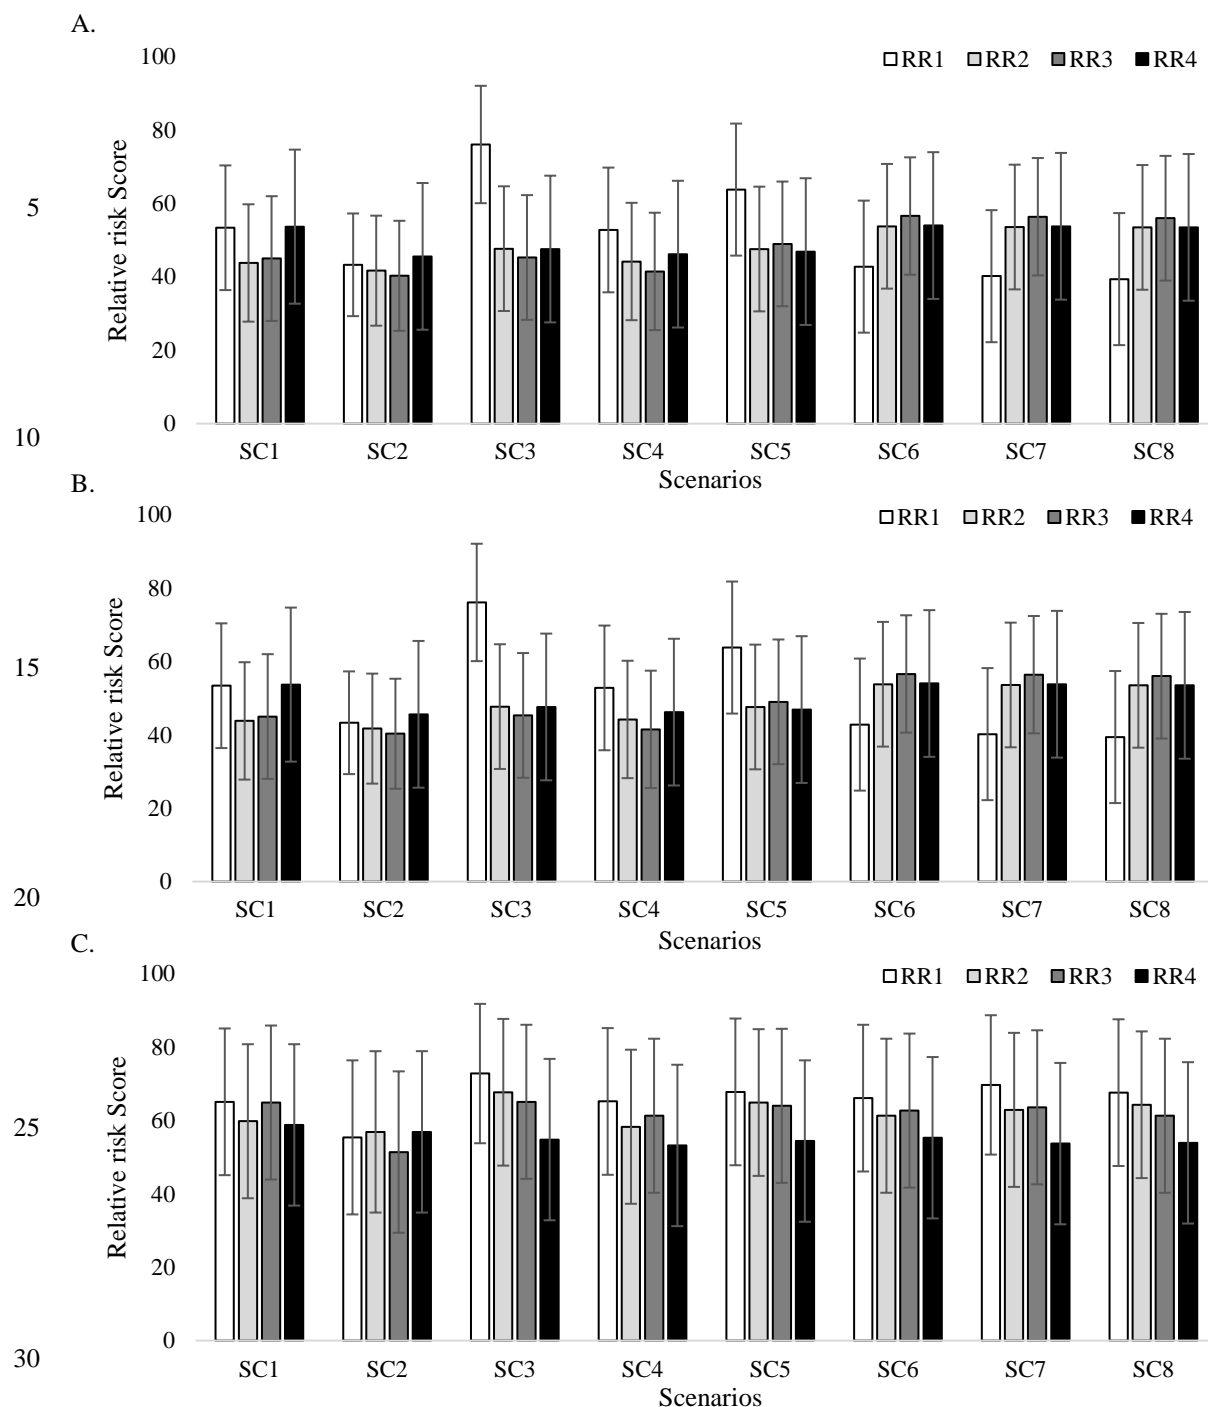 A.
100
RR1 RR2 RR3 RR4
80
60
5
40
20
0
Relative risk Score
10
SC1 SC2 SC3 SC4 SC5 SC6 SC7 SC8
Scenarios
B.
100
RR1 RR2 RR3 RR4
80
60
15
40
20
0
Relative risk Score
20
SC1 SC2 SC3 SC4 SC5 SC6 SC7 SC8
Scenarios
C.
100
RR1 RR2 RR3 RR4
80
60
25
40
20
0
Relative risk Score
30
SC1 SC2 SC3 SC4 SC5 SC6 SC7 SC8
Scenarios